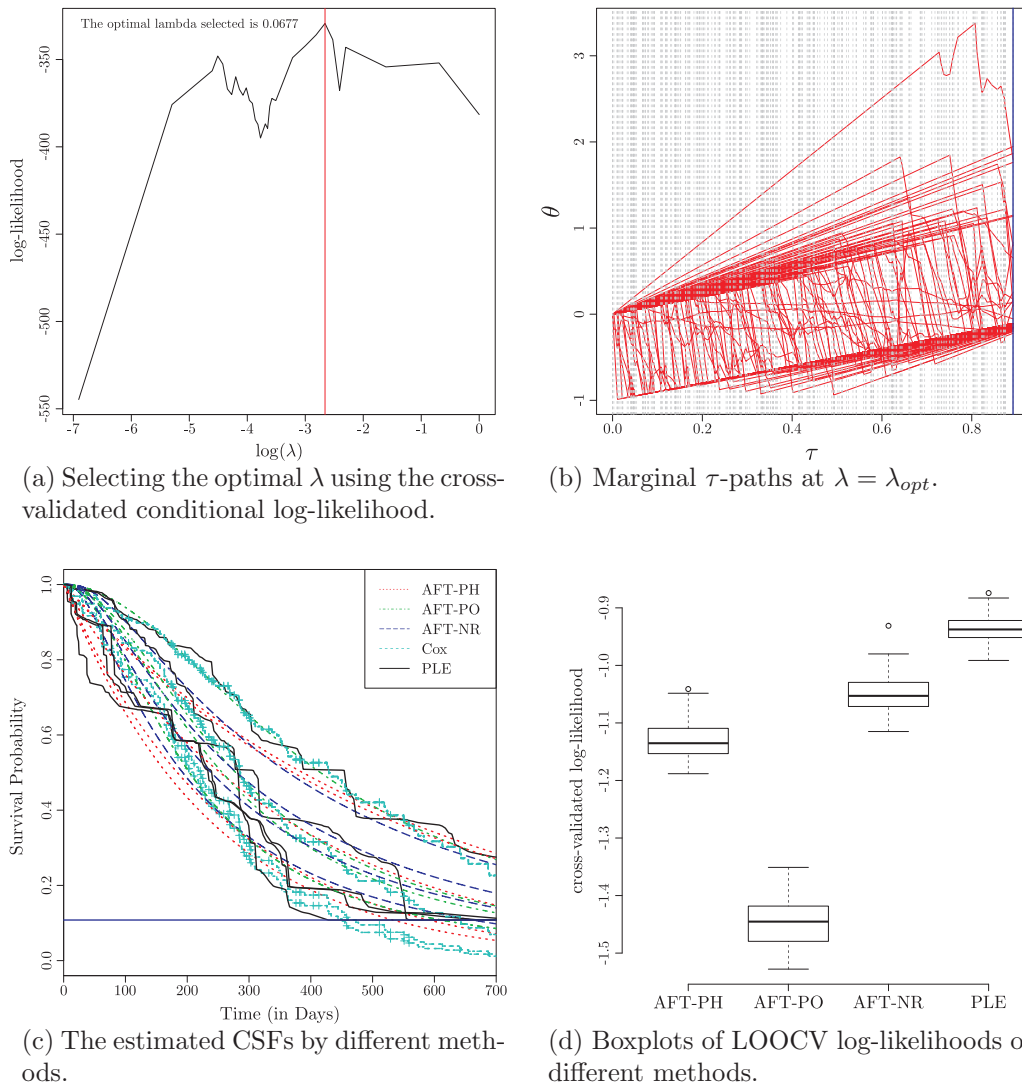 The optimal lambda selected is 0.0677
log-likelihood
-350
-400
-450
-500
-550
-7
-6
-5
-4
-3
-2
-1
0
log(λ)
(a) Selecting the optimal λ using the cross-
validated conditional log-likelihood.
θ
3
2
1
0
-1
0.0
0.2
0.4
0.6
0.8
τ
(b) Marginal τ-paths at λ = λopt.
Survival Probability
1.0
0.8
0.6
0.4
0.2
0.0
AFT-PH
AFT-PO
AFT-NR
Cox
PLE
0
100
200
300
400
500
600
700
Time (in Days)
(c) The estimated CSFs by different meth-
ods.
cross-validated log-likelihood
-0.9
-1.0
-1.1
-1.2
-1.3
-1.4
-1.5
AFT-PH
AFT-PO
AFT-NR
PLE
(d) Boxplots of LOOCV log-likelihoods o
different methods.